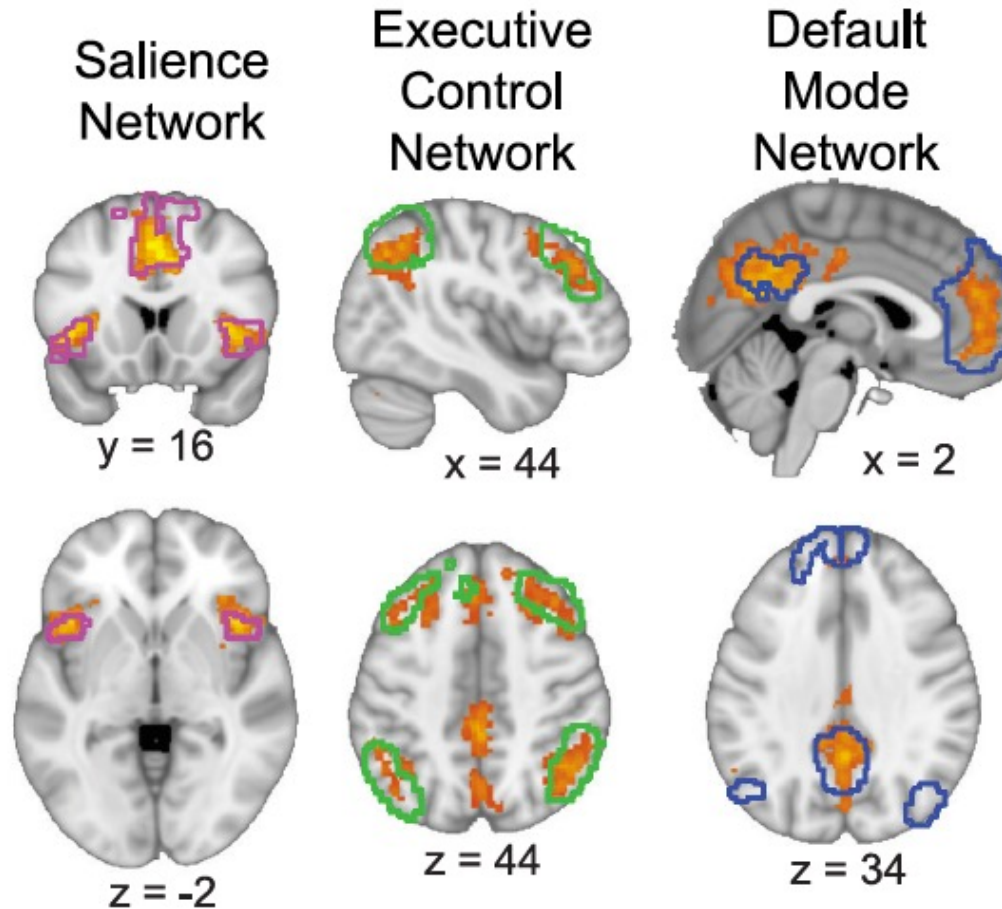 Salience
Network
Executive
Control
Network
Default
Mode
Network
y = 16
x = 44
x = 2
z = -2
z = 44
z = 34